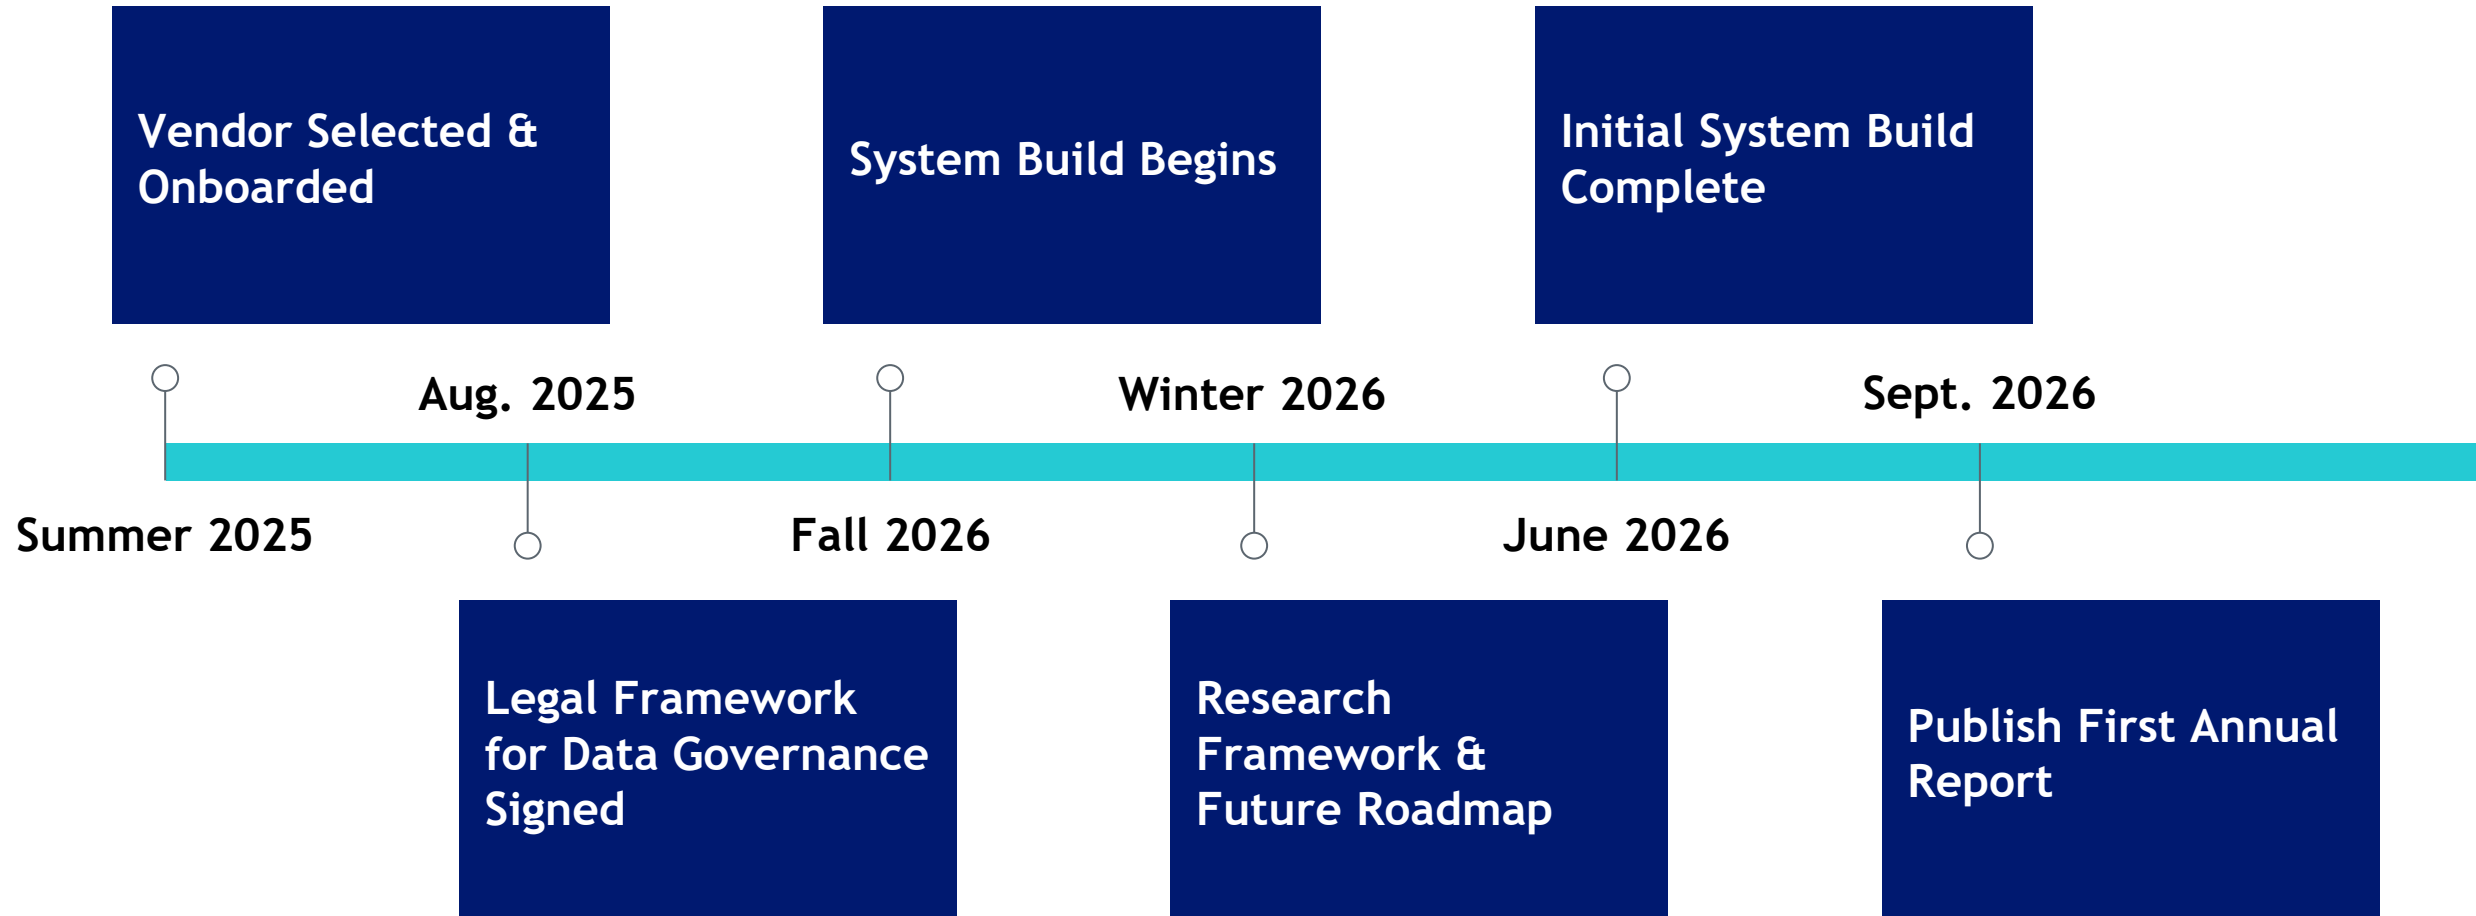 Vendor Selected &
Onboarded
System Build Begins
Initial System Build
Complete
Aug. 2025
Winter 2026
Sept. 2026
Summer 2025
Fall 2026
June 2026
Legal Framework
for Data Governance
Signed
Research
Framework &
Future Roadmap
Publish First Annual
Report